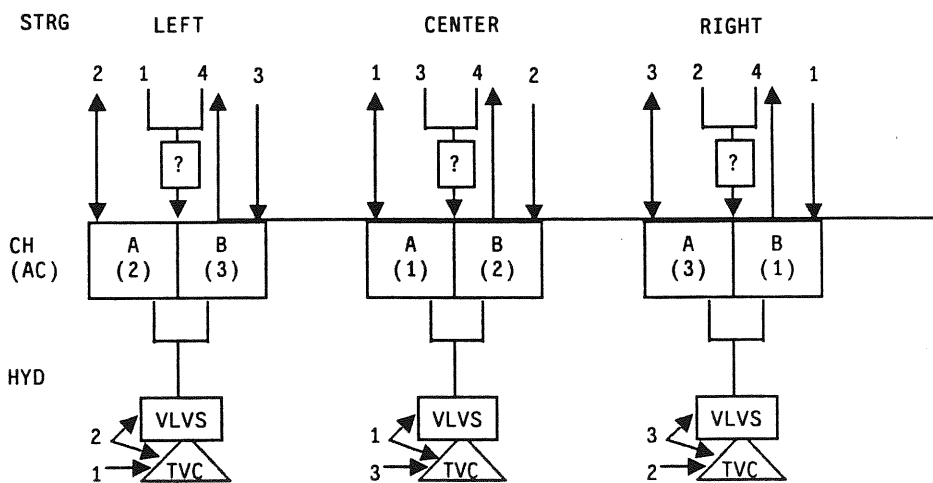 STRG LEFT CENTER RIGHT
2 1 4 3 1 3 4 2 3 2 4 1
? ? ?
CH A B A B A B
(AC) (2) (3) (1) (2) (3) (1)
HYD
VLVS VLVS VLVS
2 1 3
1 TVC 3 TVC 2 TVC